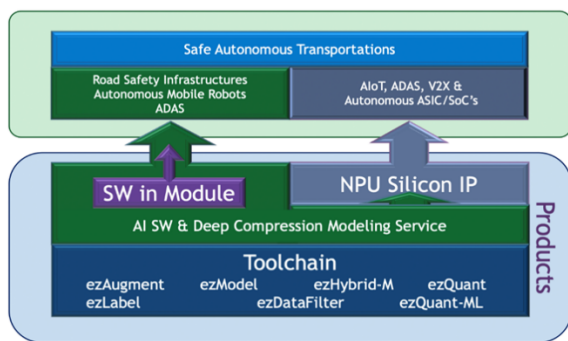 Safe Autonomous Transportations
Road Safety Infrastructures
Autonomous Mobile Robots
ADAS
AIoT, ADAS, V2X &
Autonomous ASIC/SoC's
SW in Module
NPU Silicon IP
AI SW & Deep Compression Modeling Service
Toolchain
ezAugment ezModel ezHybrid-M ezQuant
ezLabel ezDataFilter ezQuant-ML
Products